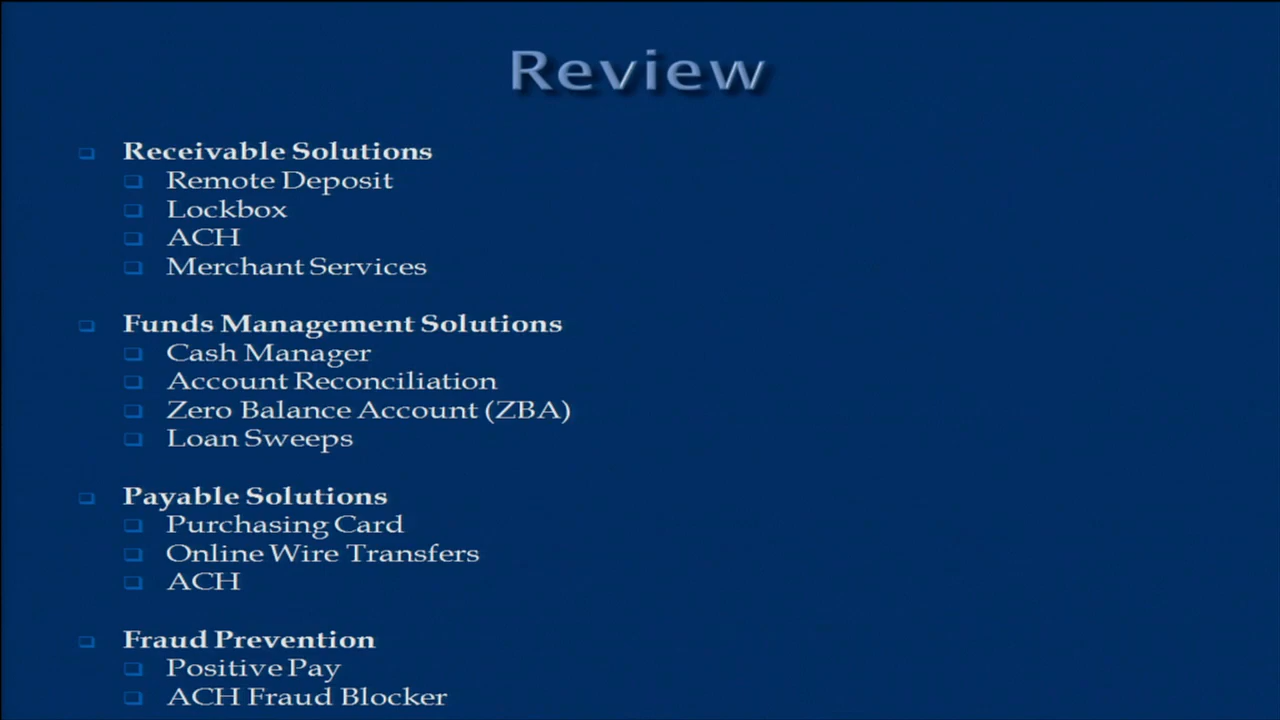 Review
Receivable Solutions
Remote Deposit
Lockbox
ACH
Merchant Services
Funds Management Solutions
Cash Manager
Account Reconciliation
Zero Balance Account (ZBA)
Loan Sweeps
Payable Solutions
Purchasing Card
Online Wire Transfers
ACH
Fraud Prevention
Positive Pay
ACH Fraud Blocker